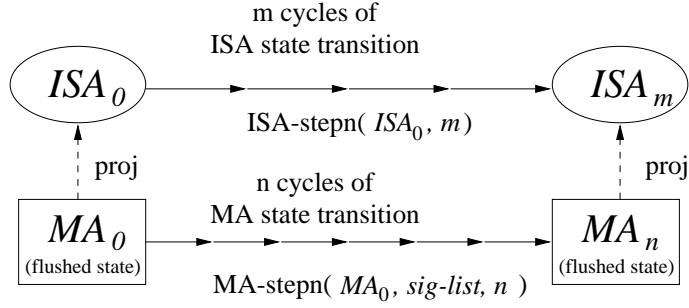 m cycles of
ISA state transition
ISA0
ISAm
ISA-stepn( ISA0, m)
proj
proj
n cycles of
MA state transition
MA0
(flushed state)
MAn
(flushed state)
MA-stepn( MA0, sig-list, n )